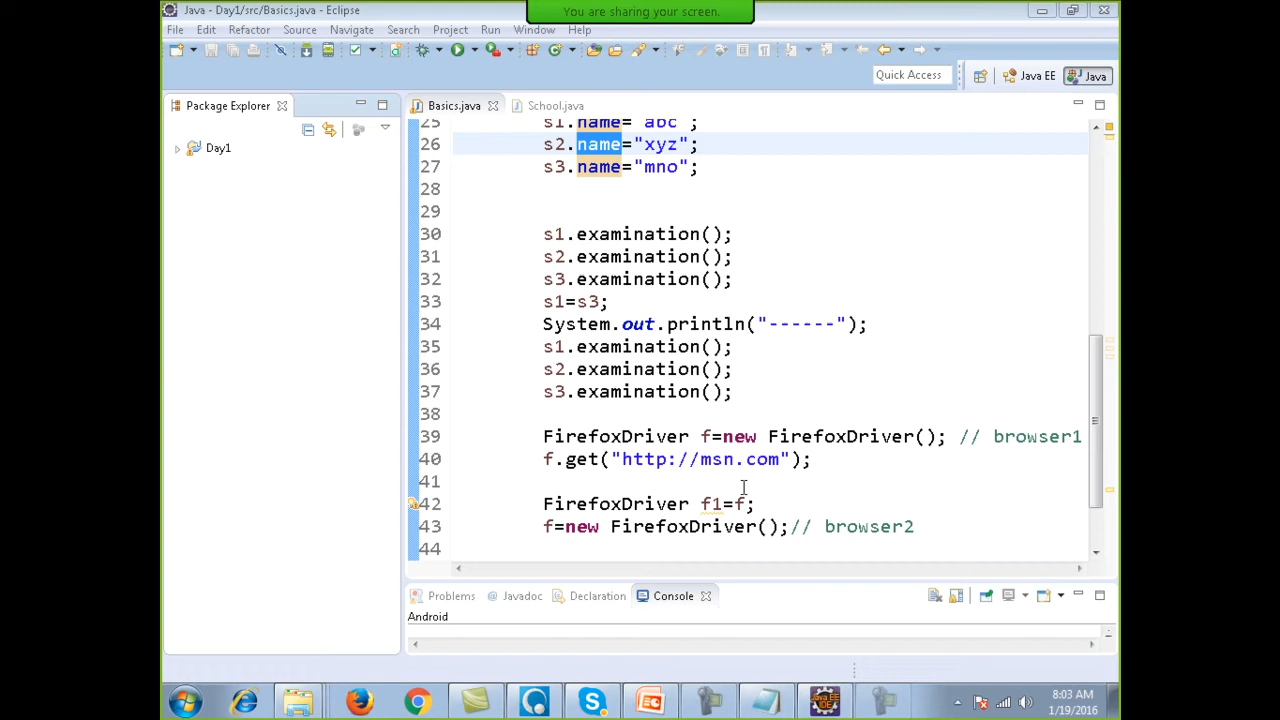 You are sharing your screen.
Java - Day1/src/Basics.java - Eclipse
File Edit Refactor Source Navigate Search Project Run Window Help
Quick Access
Java EE
Java
Package Explorer
Basics.java
School.java
Day1
25 s1.name="abc";
26 s2.name="xyz";
27 s3.name="mno";
28
29
30 s1.examination();
31 s2.examination();
32 s3.examination();
33 s1=s3;
34 System.out.println("------");
35 s1.examination();
36 s2.examination();
37 s3.examination();
38
39 FirefoxDriver f=new FirefoxDriver(); // browser1
40 f.get("http://msn.com");
41
42 FirefoxDriver f1=f;
43 f=new FirefoxDriver();// browser2
44
Problems @ Javadoc Declaration Console
Android
8:03 AM
1/19/2016